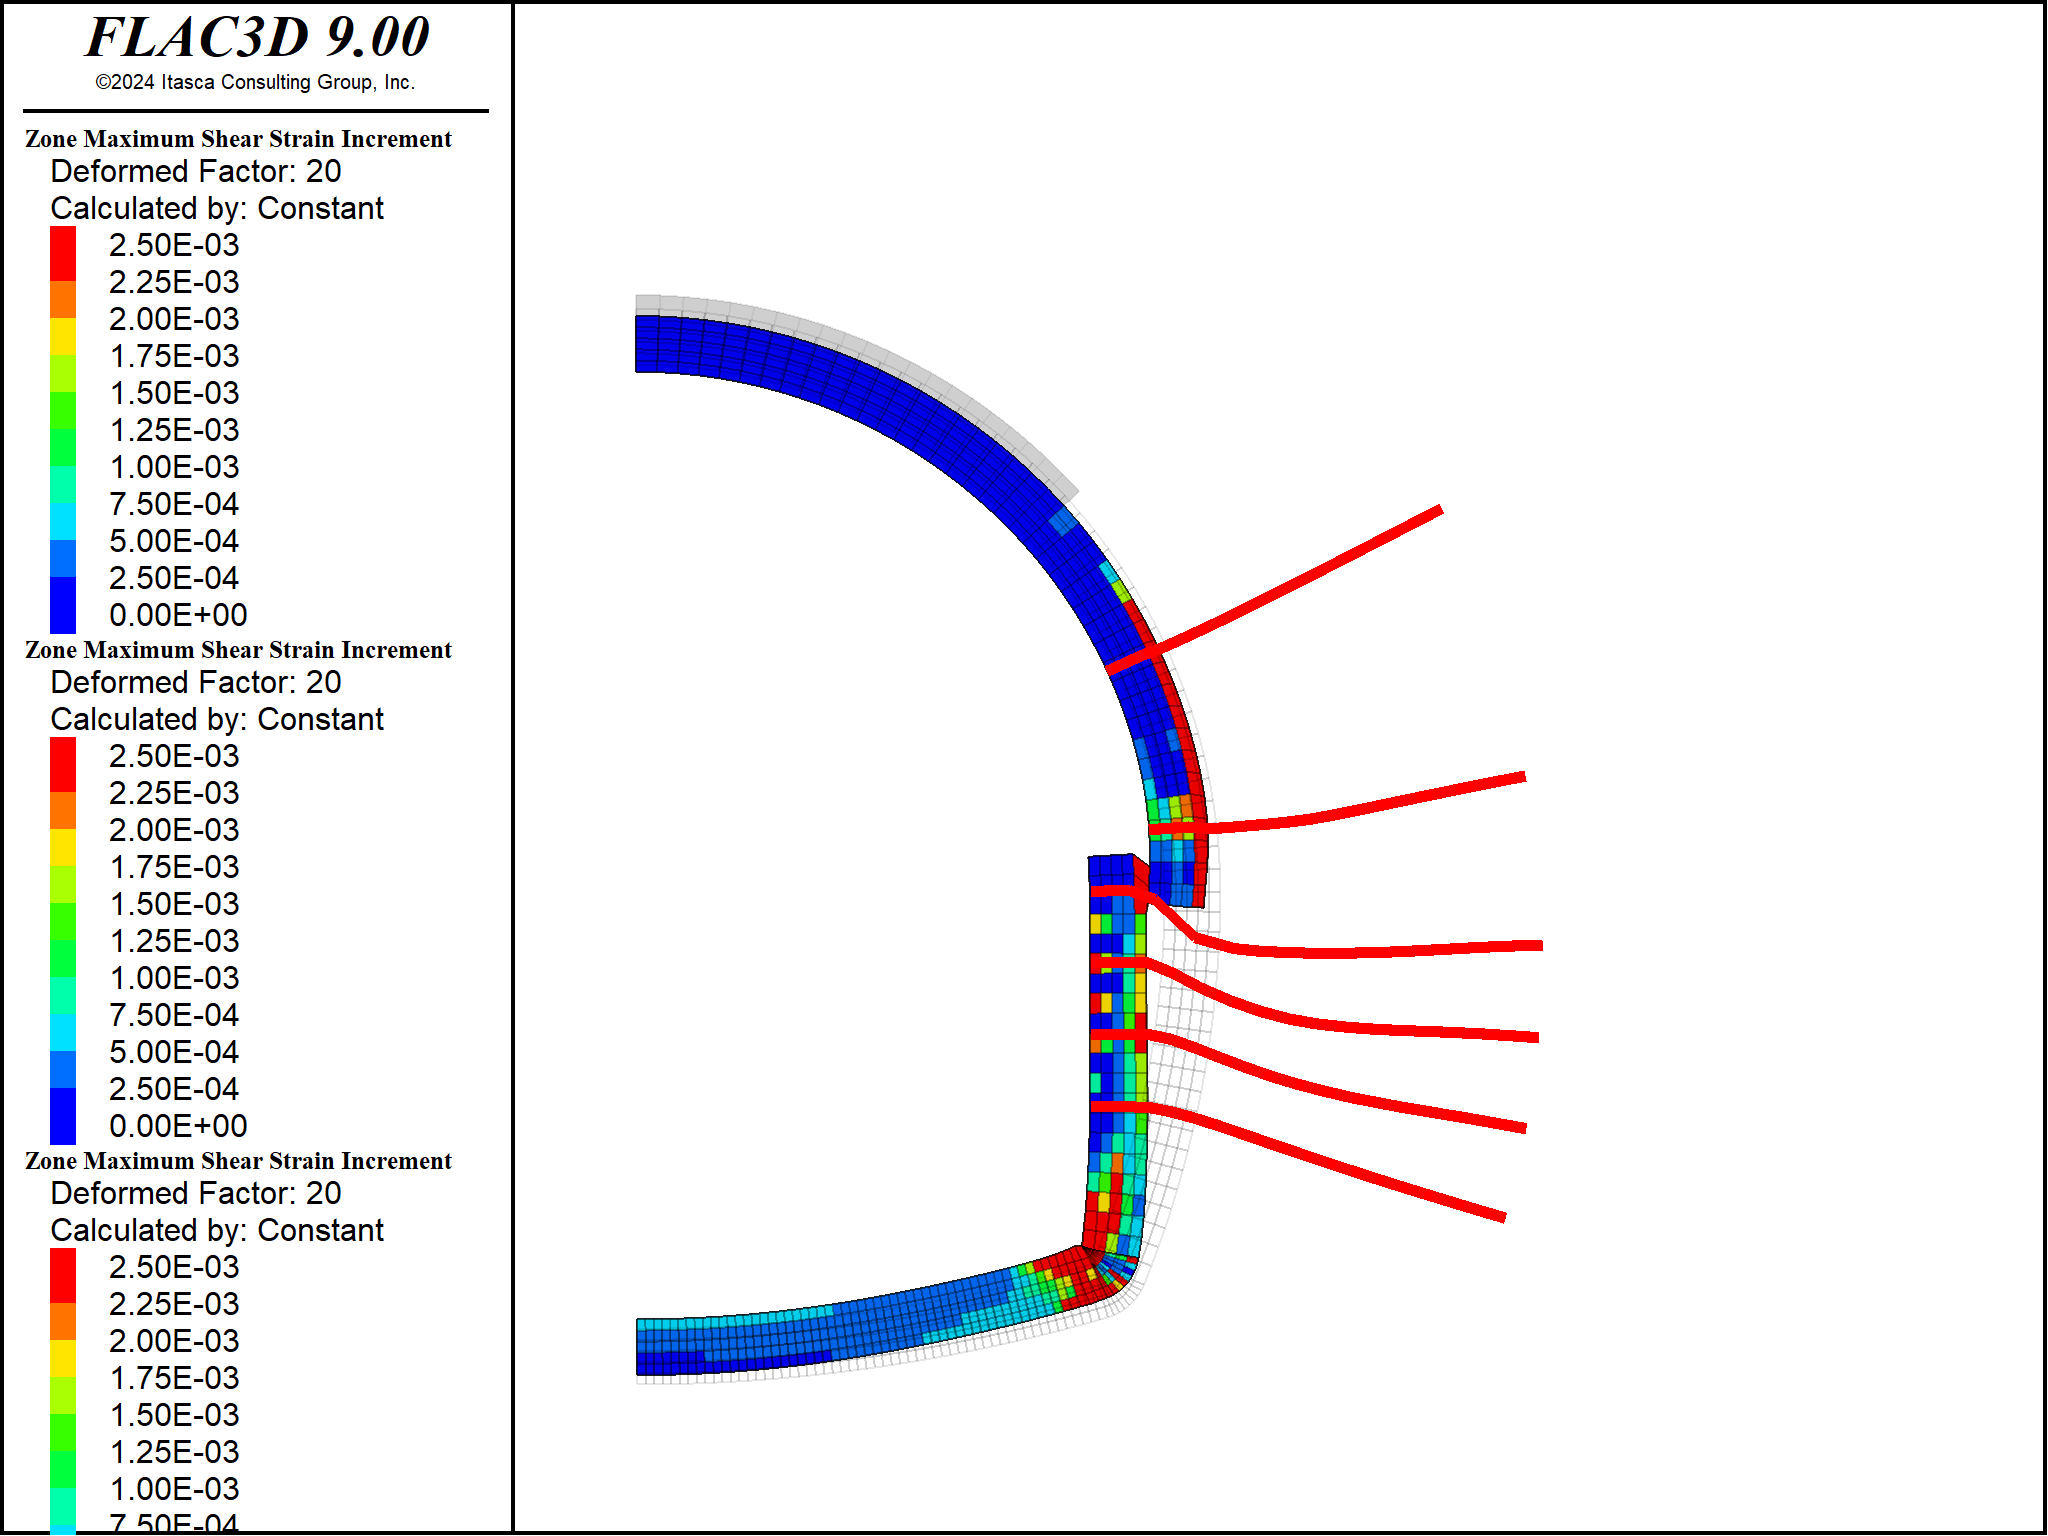 FLAC3D 9.00
©2024 Itasca Consulting Group, Inc.
Zone Maximum Shear Strain Increment
Deformed Factor: 20
Calculated by: Constant
2.50E-03
2.25E-03
2.00E-03
1.75E-03
1.50E-03
1.25E-03
1.00E-03
7.50E-04
5.00E-04
2.50E-04
0.00E+00
Zone Maximum Shear Strain Increment
Deformed Factor: 20
Calculated by: Constant
2.50E-03
2.25E-03
2.00E-03
1.75E-03
1.50E-03
1.25E-03
1.00E-03
7.50E-04
5.00E-04
2.50E-04
0.00E+00
Zone Maximum Shear Strain Increment
Deformed Factor: 20
Calculated by: Constant
2.50E-03
2.25E-03
2.00E-03
1.75E-03
1.50E-03
1.25E-03
1.00E-03
7.50E-04